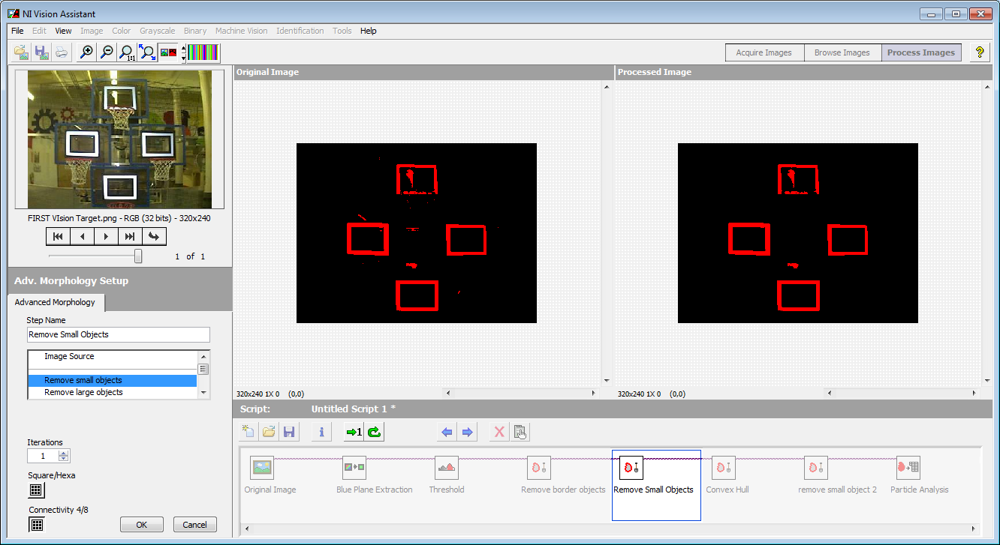 NI Vision Assistant
File Edit View Image Color Grayscale Binary Machine Vision Identification Tools Help
1:1
Acquire Images Browse Images Process Images ?
Original Image
Processed Image
FIRST VIsion Target.png - RGB (32 bits) - 320x240
1 of 1
Adv. Morphology Setup
Advanced Morphology
Step Name
Remove Small Objects
Image Source
Remove small objects
Remove large objects
Iterations
1
Square/Hexa
Connectivity 4/8
OK Cancel
320x240 1X 0 (0,0)
320x240 1X 0 (0,0)
Script: Untitled Script 1 *
i
1
Original Image
Blue Plane Extraction
Threshold
Remove border objects
Remove Small Objects
Convex Hull
remove small object 2
Particle Analysis